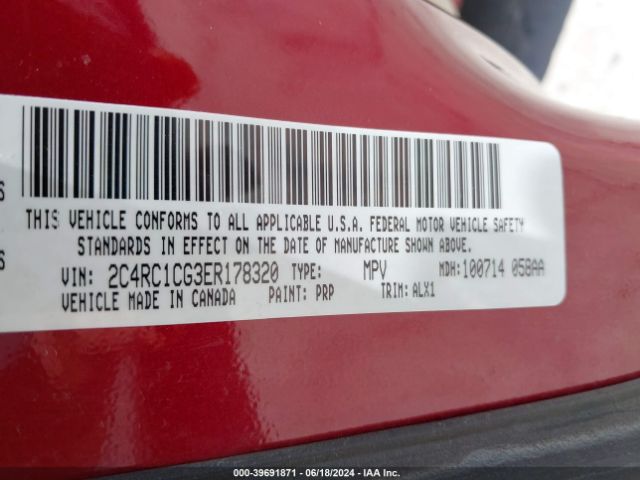 THIS VEHICLE CONFORMS TO ALL APPLICABLE U.S.A. FEDERAL MOTOR VEHICLE SAFETY
STANDARDS IN EFFECT ON THE DATE OF MANUFACTURE SHOWN ABOVE.
VIN: 2C4RC1CG3ER178320 TYPE: MPV MDH: 100714 058AA
VEHICLE MADE IN CANADA PAINT: PRP TRIM: ALX1
000-39691871 - 06/18/2024 - IAA Inc.